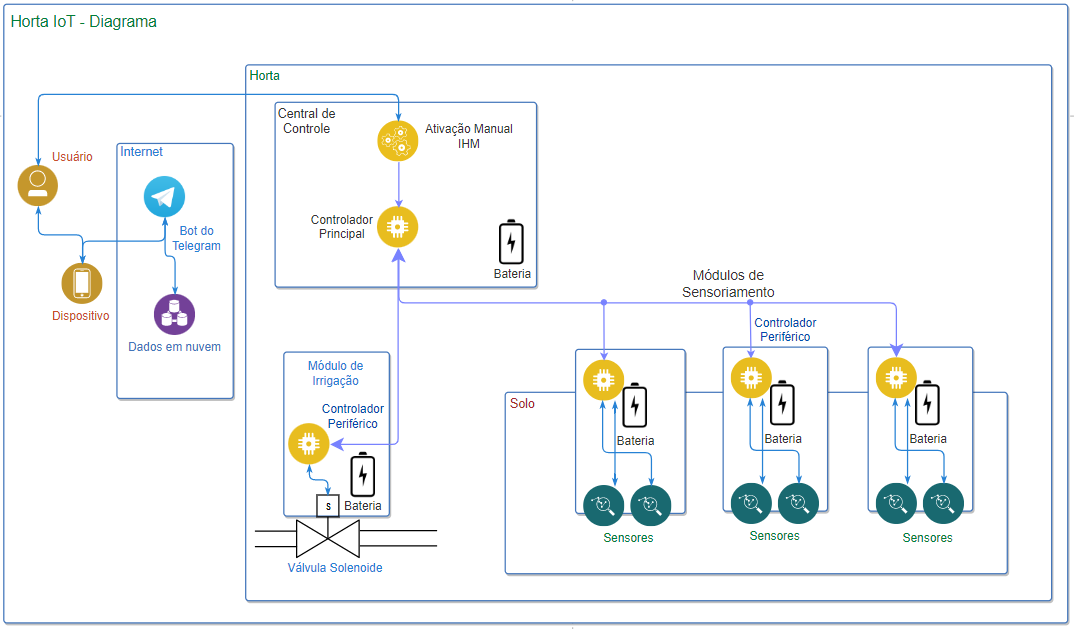 Horta IoT - Diagrama
Horta
Central de
Controle
Ativação Manual
IHM
Usuário
Internet
Controlador
Principal
Bot do
Telegram
Bateria
Módulos de
Sensoriamento
Dispositivo
Dados em nuvem
Controlador
Periférico
Módulo de
Irrigação
Solo
Controlador
Periférico
Bateria
Bateria
Bateria
s
Bateria
Sensores
Sensores
Sensores
Válvula Solenoide